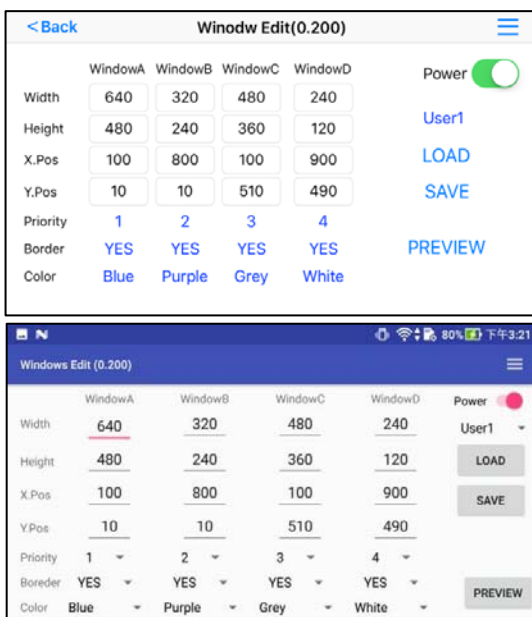 <Back Winodw Edit(0.200)
WindowA WindowB WindowC WindowD Power
Width 640 320 480 240
Height 480 240 360 120 User1
X.Pos 100 800 100 900 LOAD
Y.Pos 10 10 510 490 SAVE
Priority 1 2 3 4
Border YES YES YES YES PREVIEW
Color Blue Purple Grey White
80% 下午3:21
Windows Edit (0.200)
WindowA WindowB WindowC WindowD Power
Width 640 320 480 240 User1
Height 480 240 360 120 LOAD
X.Pos 100 800 100 900 SAVE
Y.Pos 10 10 510 490
Priority 1 2 3 4
Boreder YES YES YES YES PREVIEW
Color Blue Purple Grey White